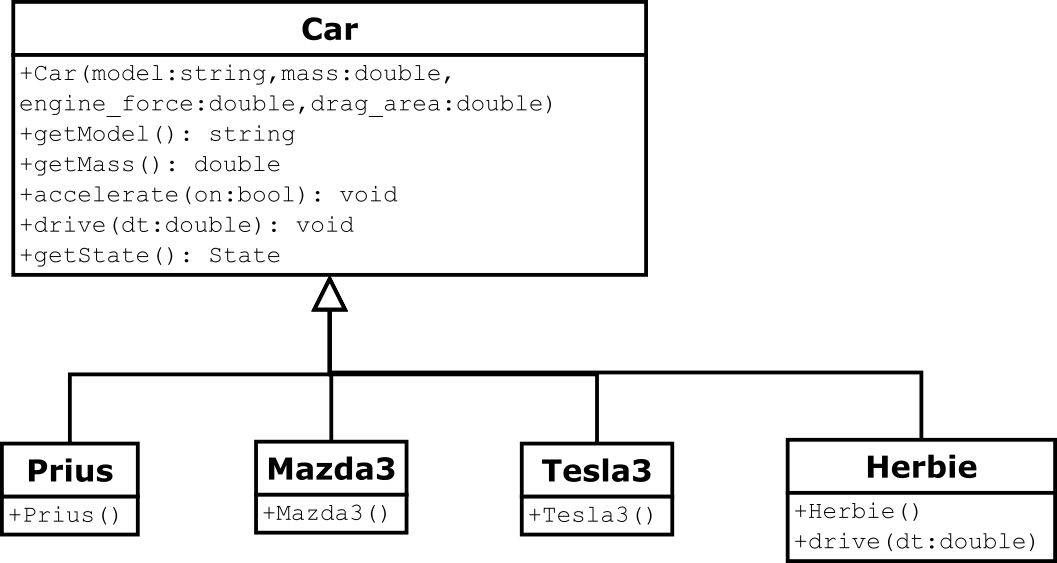 Car
+Car(model:string,mass:double,
engine_force:double,drag_area:double)
+getModel(): string
+getMass(): double
+accelerate(on:bool): void
+drive(dt:double): void
+getState(): State
Prius
+Prius()
Mazda3
+Mazda3()
Tesla3
+Tesla3()
Herbie
+Herbie()
+drive(dt:double)